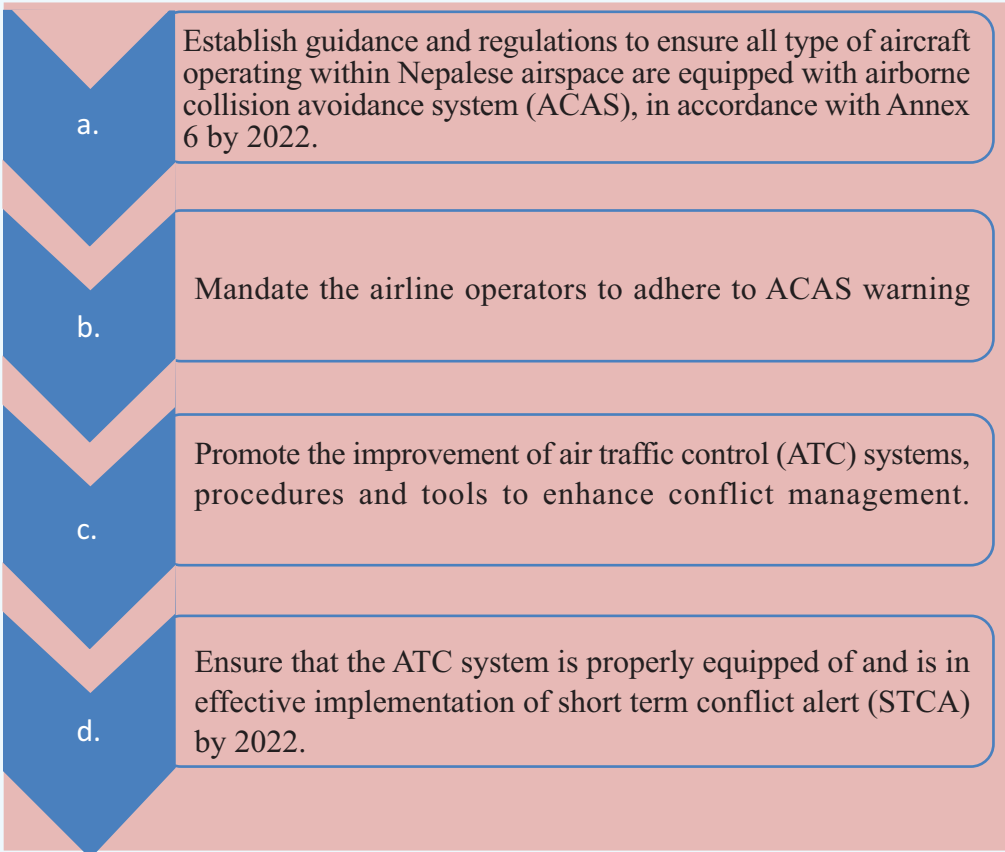 a.
Establish guidance and regulations to ensure all type of aircraft
operating within Nepalese airspace are equipped with airborne
collision avoidance system (ACAS), in accordance with Annex
6 by 2022.
b.
Mandate the airline operators to adhere to ACAS warning
c.
Promote the improvement of air traffic control (ATC) systems,
procedures and tools to enhance conflict management.
d.
Ensure that the ATC system is properly equipped of and is in
effective implementation of short term conflict alert (STCA)
by 2022.